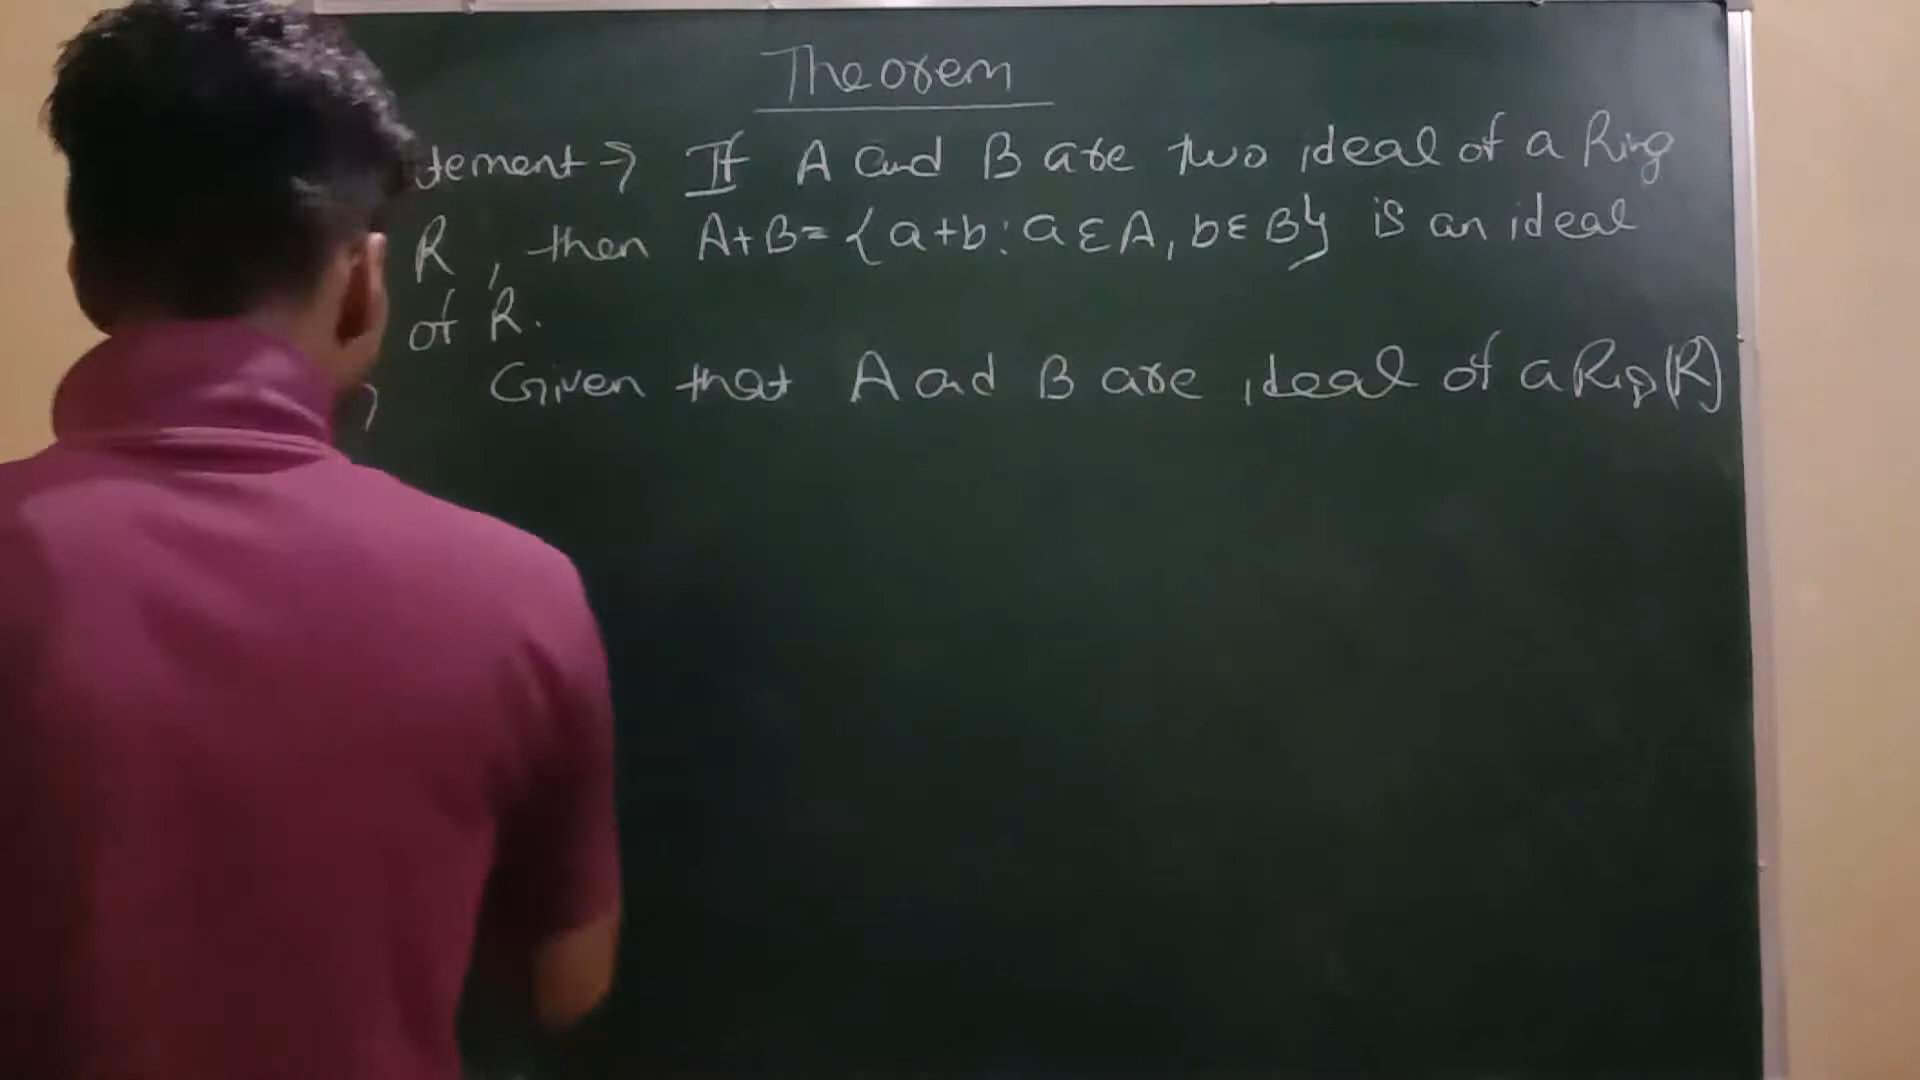 Theorem
tement → If A and B are two ideal of a Ring
R, then A+B = {a+b : a ∈ A, b ∈ B} is an ideal
of R.
Given that A and B are ideal of a Ring (R)